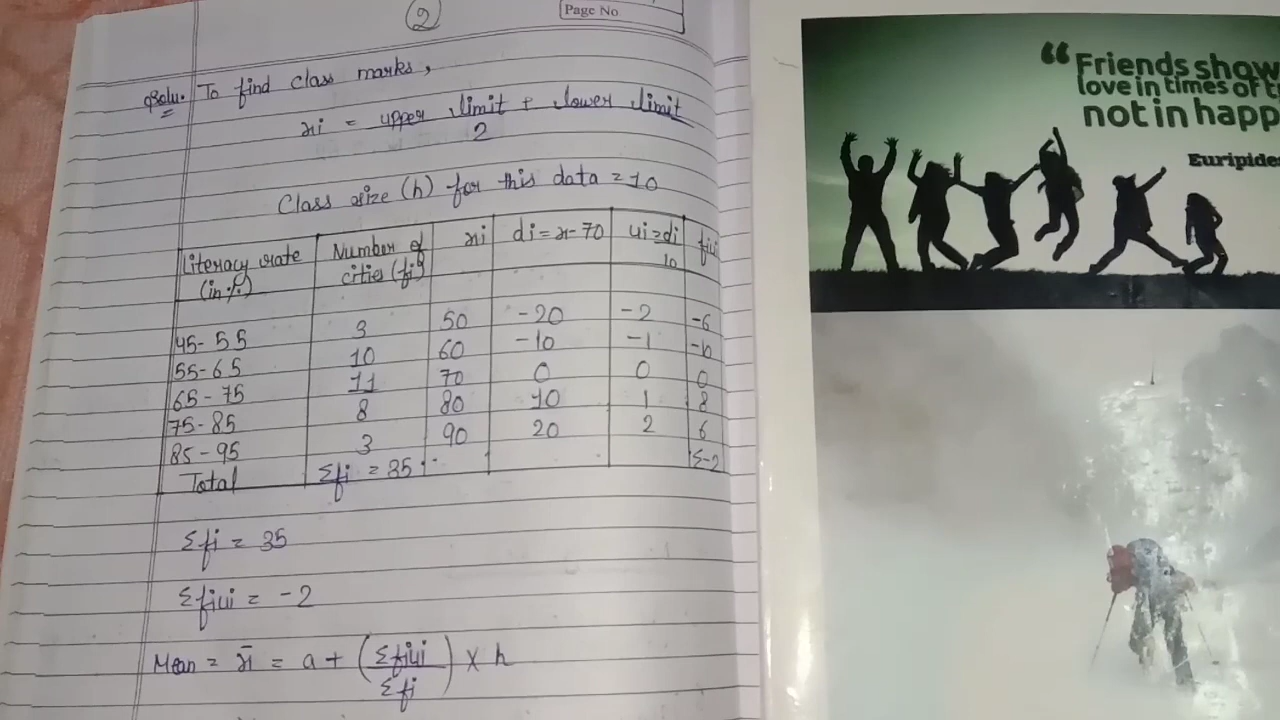 2
Page No
Solu. To find class marks,
xi = upper limit + lower limit
2
Class size (h) for this data = 10
Literacy rate (in %) Number of cities (fi) xi di = x-70 ui = di/10 fiui
45-55 3 50 -20 -2 -6
55-65 10 60 -10 -1 -10
65-75 11 70 0 0 0
75-85 8 80 10 1 8
85-95 3 90 20 2 6
Total Σfi = 35 Σ-2
Σfi = 35
Σfiui = -2
Mean = x̄ = a + (Σfiui/Σfi) × h
“Friends show
love in times of t
not in happ
Euripide